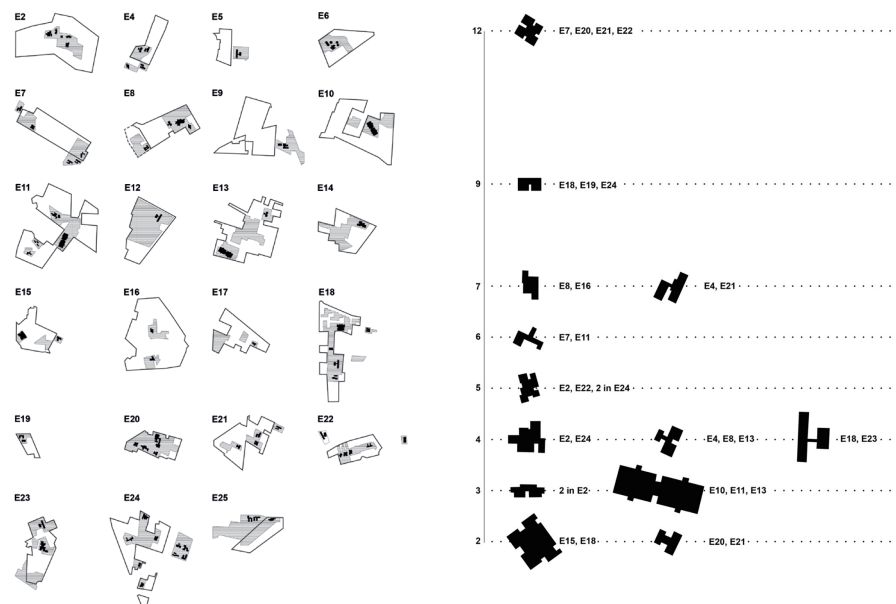 E2 E4 E5 E6
E7 E8 E9 E10
E11 E12 E13 E14
E15 E16 E17 E18
E19 E20 E21 E22
E23 E24 E25
12 E7, E20, E21, E22
9 E18, E19, E24
7 E8, E16 E4, E21
6 E7, E11
5 E2, E22, 2 in E24
4 E2, E24 E4, E8, E13 E18, E23
3 2 in E2 E10, E11, E13
2 E15, E18 E20, E21